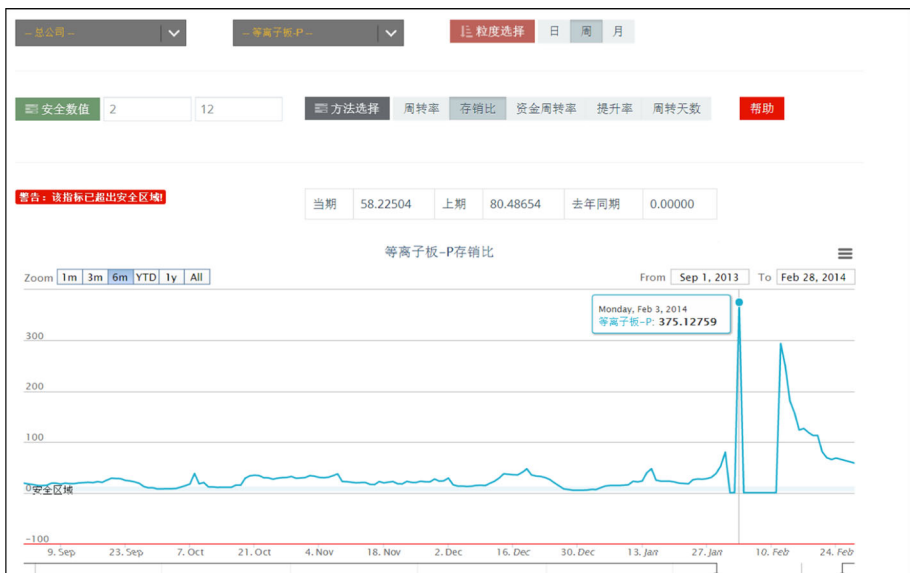 -- 总公司 --
-- 等离子板-P --
粒度选择 日 周 月
安全数值 2 12
方法选择 周转率 存销比 资金周转率 提升率 周转天数
帮助
警告：该指标已超出安全区域!
当期 58.22504 上期 80.48654 去年同期 0.00000
等离子板-P存销比
Zoom 1m 3m 6m YTD 1y All
From Sep 1, 2013 To Feb 28, 2014
Monday, Feb 3, 2014
等离子板-P: 375.12759
300
200
100
0
安全区域
-100
9. Sep 23. Sep 7. Oct 21. Oct 4. Nov 18. Nov 2. Dec 16. Dec 30. Dec 13. Jan 27. Jan 10. Feb 24. Feb